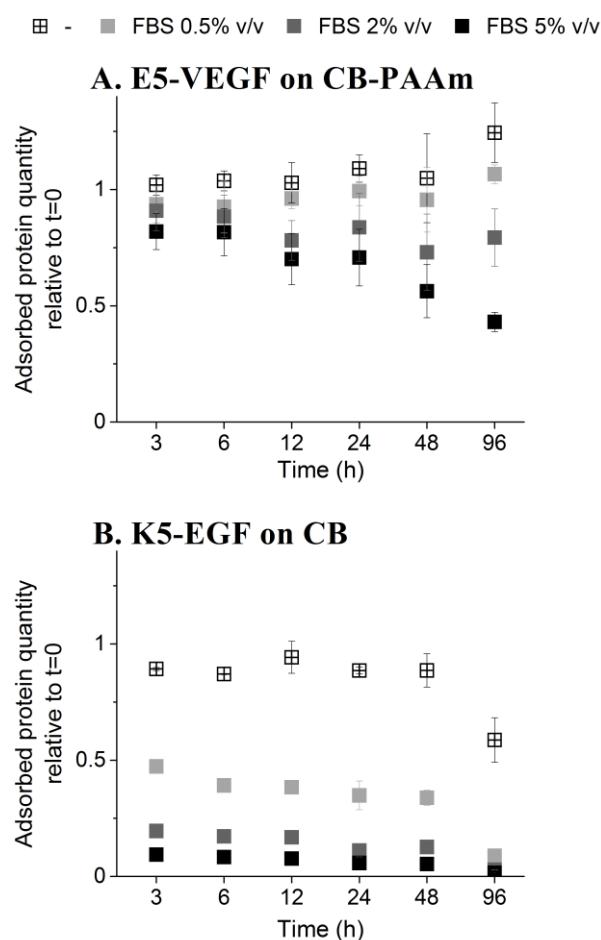 - FBS 0.5% v/v FBS 2% v/v FBS 5% v/v
A. E5-VEGF on CB-PAAm
Adsorbed protein quantity
relative to t=0
1
0.5
0
3 6 12 24 48 96
Time (h)
B. K5-EGF on CB
Adsorbed protein quantity
relative to t=0
1
0.5
0
3 6 12 24 48 96
Time (h)